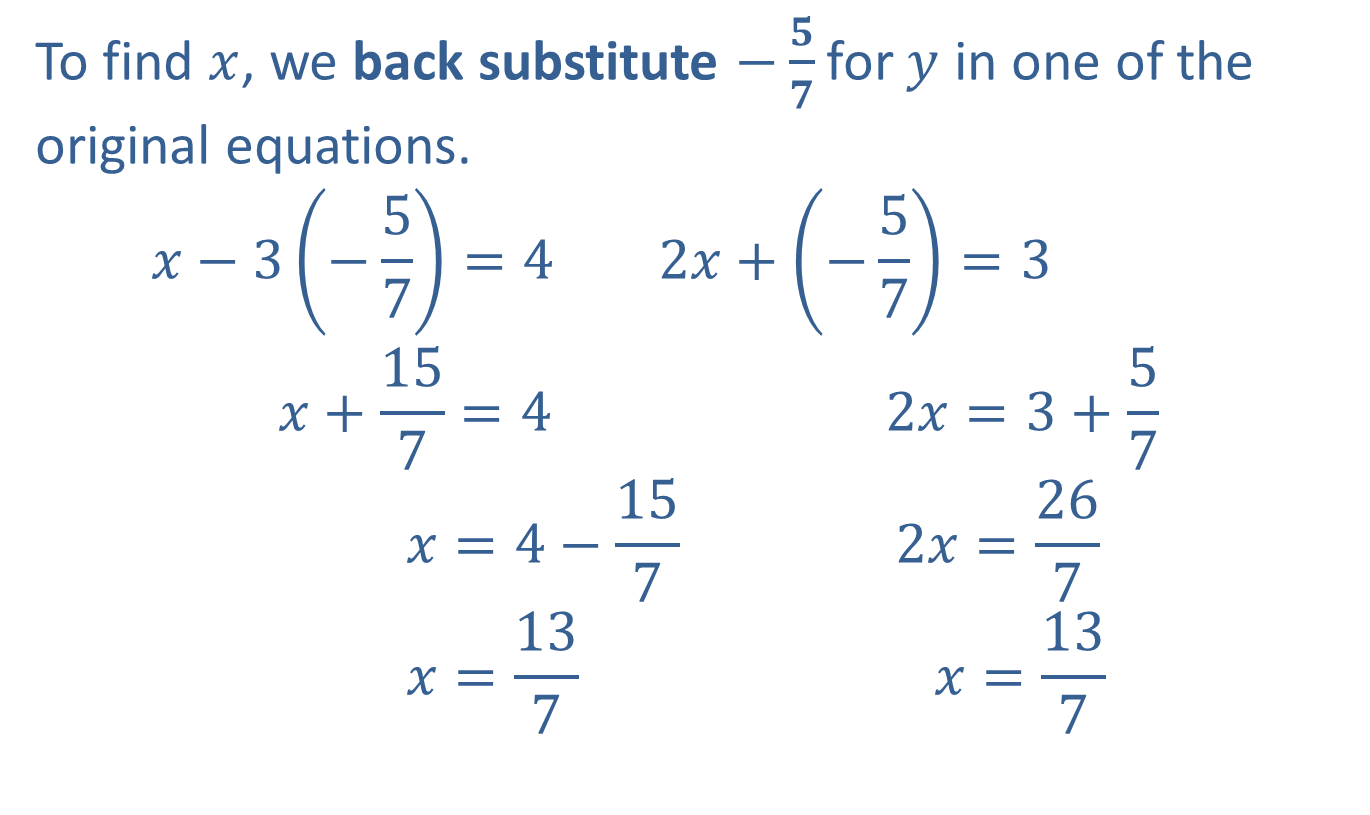 To find x, we back substitute −5/7 for y in one of the
original equations.
x − 3(−5/7) = 4    2x + (−5/7) = 3
x + 15/7 = 4    2x = 3 + 5/7
x = 4 − 15/7    2x = 26/7
x = 13/7    x = 13/7